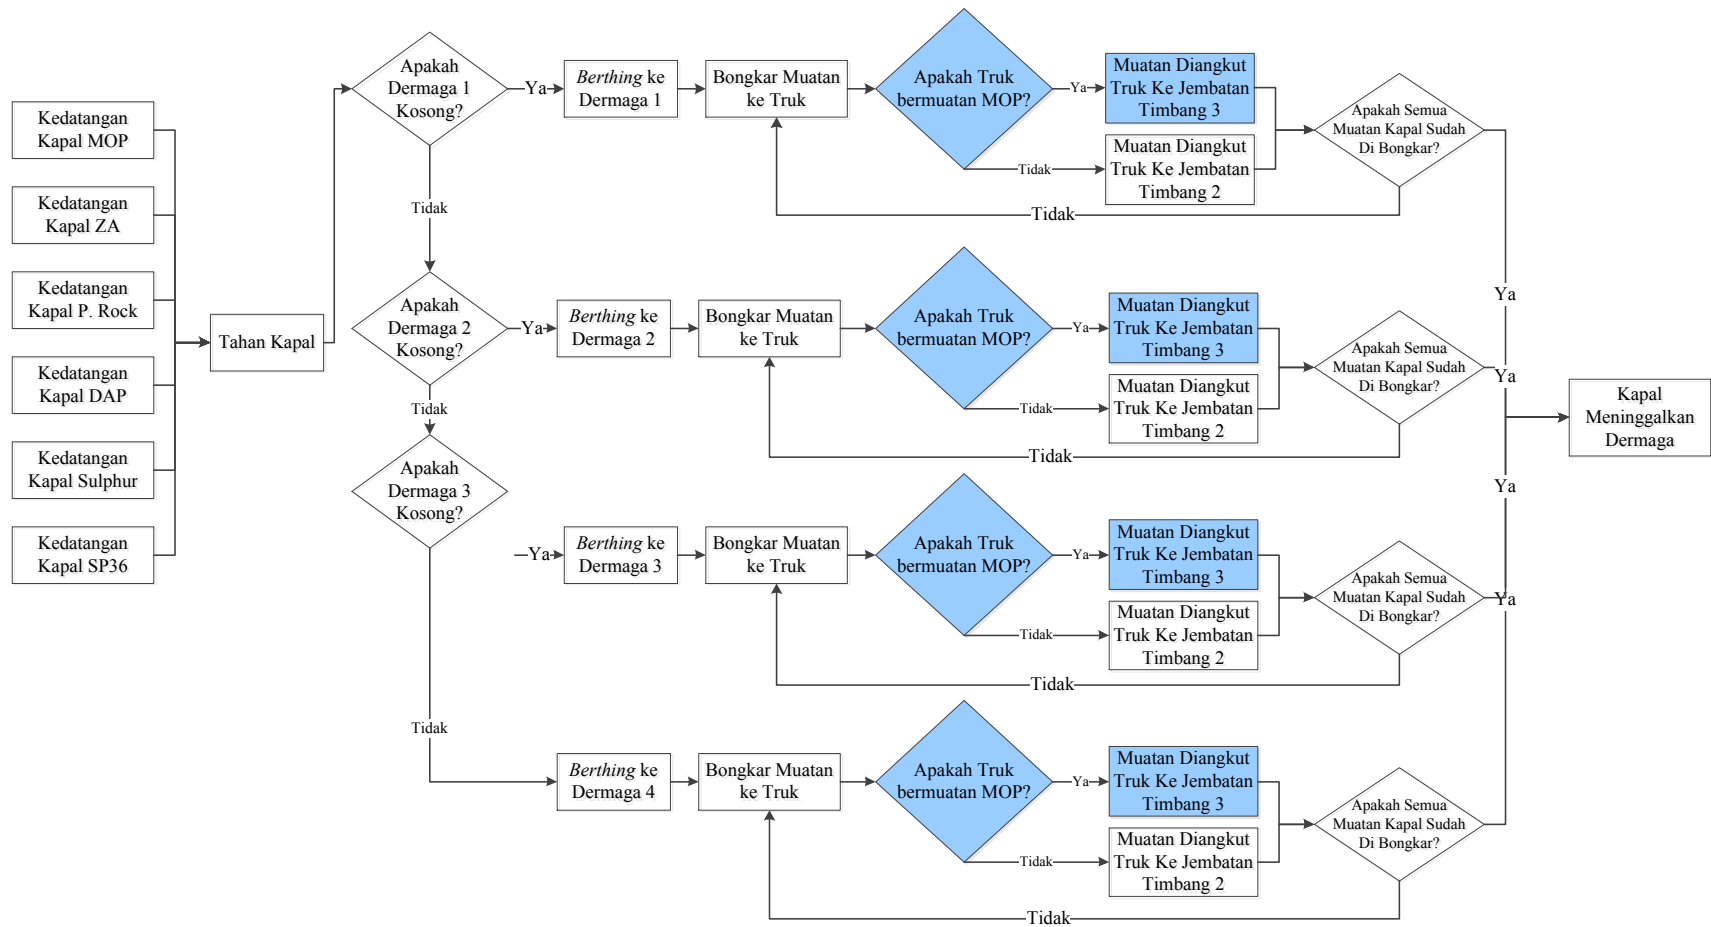 Kedatangan
Kapal MOP
Kedatangan
Kapal ZA
Kedatangan
Kapal P. Rock
Kedatangan
Kapal DAP
Kedatangan
Kapal Sulphur
Kedatangan
Kapal SP36
Tahan Kapal
Apakah
Dermaga 1
Kosong?
Ya
Berthing ke
Dermaga 1
Bongkar Muatan
ke Truk
Apakah Truk
bermuatan MOP?
Ya
Muatan Diangkut
Truk Ke Jembatan
Timbang 3
Tidak
Muatan Diangkut
Truk Ke Jembatan
Timbang 2
Apakah Semua
Muatan Kapal Sudah
Di Bongkar?
Tidak
Ya
Tidak
Apakah
Dermaga 2
Kosong?
Ya
Berthing ke
Dermaga 2
Bongkar Muatan
ke Truk
Apakah Truk
bermuatan MOP?
Ya
Muatan Diangkut
Truk Ke Jembatan
Timbang 3
Tidak
Muatan Diangkut
Truk Ke Jembatan
Timbang 2
Apakah Semua
Muatan Kapal Sudah
Di Bongkar?
Tidak
Ya
Tidak
Apakah
Dermaga 3
Kosong?
Ya
Berthing ke
Dermaga 3
Bongkar Muatan
ke Truk
Apakah Truk
bermuatan MOP?
Ya
Muatan Diangkut
Truk Ke Jembatan
Timbang 3
Tidak
Muatan Diangkut
Truk Ke Jembatan
Timbang 2
Apakah Semua
Muatan Kapal Sudah
Di Bongkar?
Tidak
Ya
Tidak
Berthing ke
Dermaga 4
Bongkar Muatan
ke Truk
Apakah Truk
bermuatan MOP?
Ya
Muatan Diangkut
Truk Ke Jembatan
Timbang 3
Tidak
Muatan Diangkut
Truk Ke Jembatan
Timbang 2
Apakah Semua
Muatan Kapal Sudah
Di Bongkar?
Tidak
Ya
Kapal
Meninggalkan
Dermaga